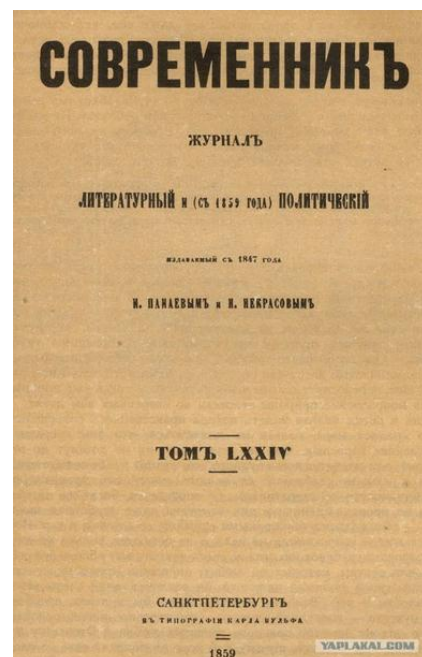 СОВРЕМЕННИКЪ
ЖУРНАЛЪ
ЛИТЕРАТУРНЫЙ И (СЪ 1859 ГОДА) ПОЛИТИЧЕСКІЙ
ИЗДАВАЕМЫЙ СЪ 1847 ГОДА
И. ПАНАЕВЫМЪ И Н. НЕКРАСОВЫМЪ
ТОМЪ LXXIV
САНКТПЕТЕРБУРГЪ
ВЪ ТИПОГРАФІИ КАРЛА ВУЛЬФА
1859
YAPLAKAL.COM